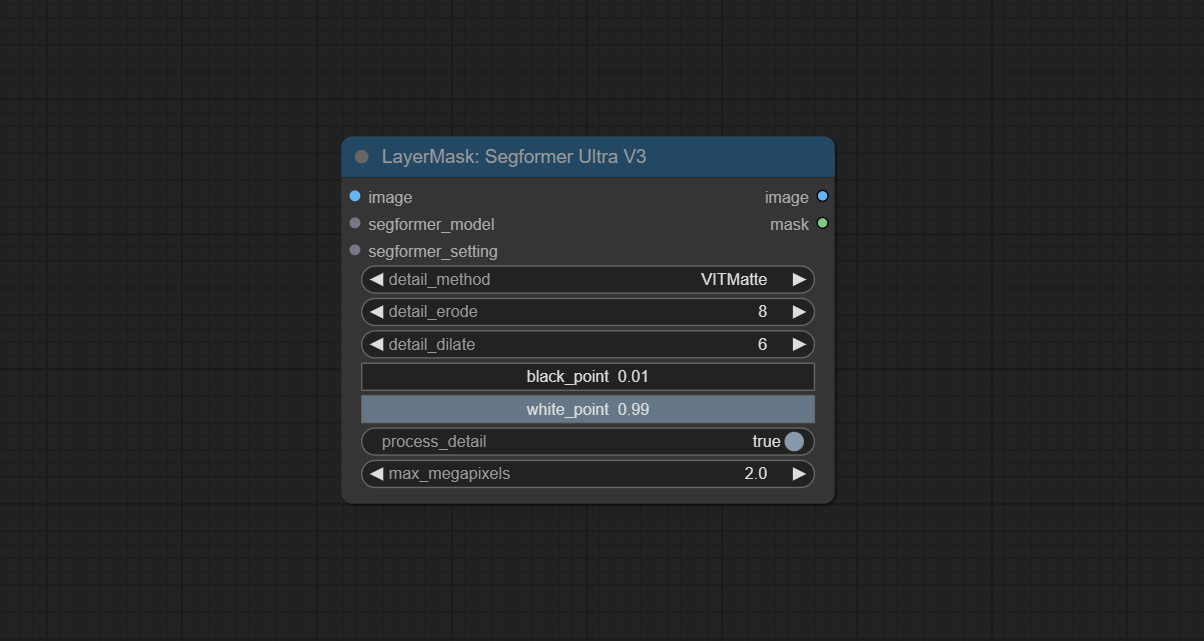 LayerMask: Segformer Ultra V3
image image
segformer_model mask
segformer_setting
detail_method VITMatte
detail_erode 8
detail_dilate 6
black_point 0.01
white_point 0.99
process_detail true
max_megapixels 2.0